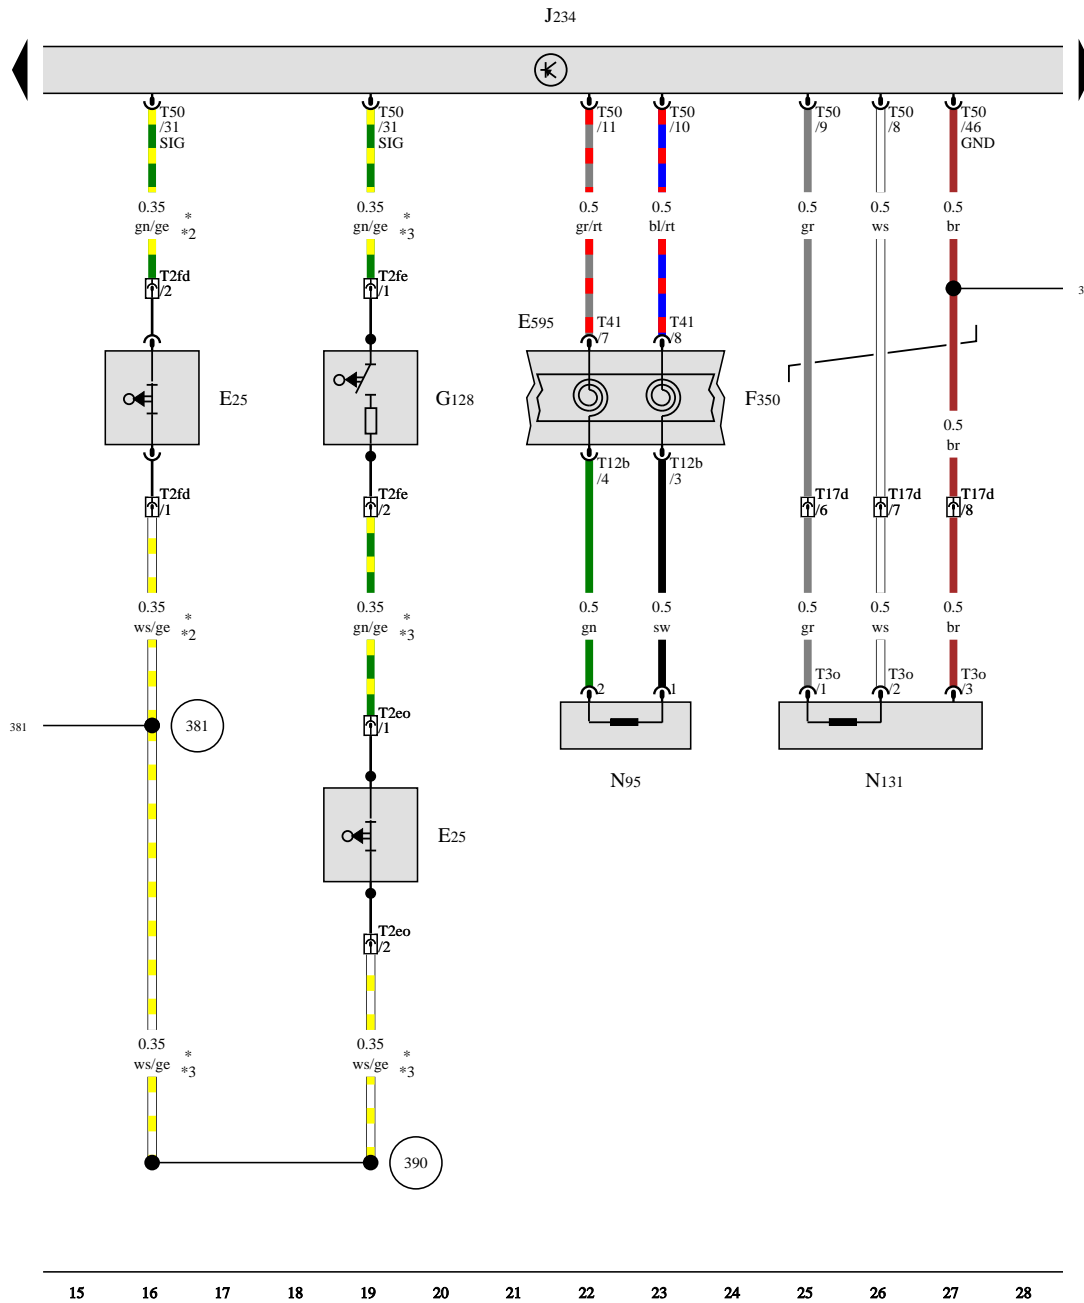 J234
T50 T50 T50 T50 T50 T50 T50
/31 /31 /11 /10 /9 /8 /46
SIG SIG GND
0.35 0.35 0.5 0.5 0.5 0.5 0.5
gn/ge * *2 gn/ge * *3 gr/rt bl/rt gr ws br
T2fd T2fe
/2 /1
3
E595 T41 T41
/7 /8
E25 G128 F350
0.5
br
T12b T12b
/4 /3
T2fd T2fe T17d T17d T17d
/1 /2 /6 /7 /8
0.35 0.35 0.5 0.5 0.5 0.5 0.5
ws/ge * *2 gn/ge * *3 gn sw gr ws br
T3o T3o T3o
2 1 /1 /2 /3
381 381
T2eo
/1
N95 N131
E25
T2eo
/2
0.35 0.35
ws/ge * *3 ws/ge * *3
390
15 16 17 18 19 20 21 22 23 24 25 26 27 28